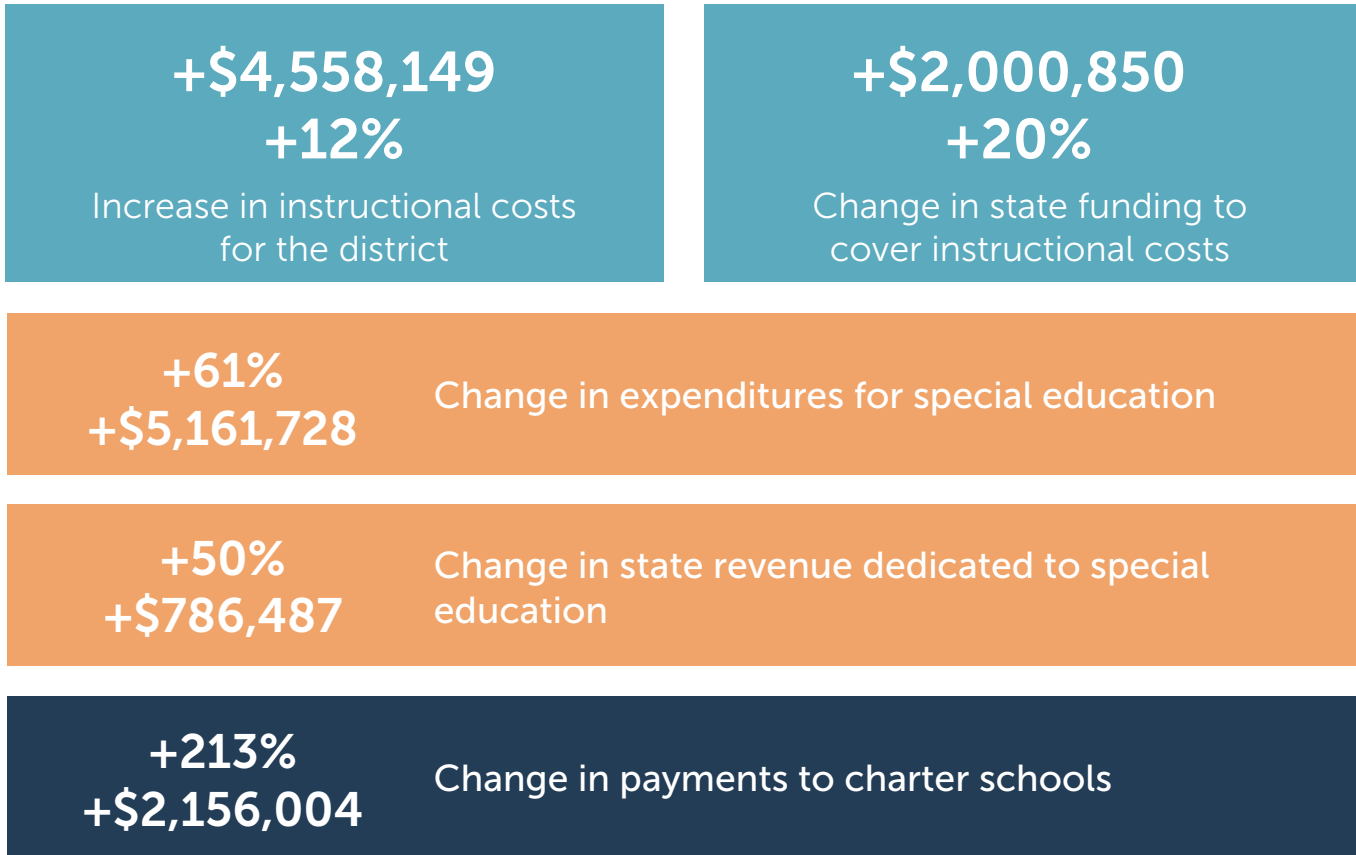 +$4,558,149
+12%
Increase in instructional costs
for the district
+$2,000,850
+20%
Change in state funding to
cover instructional costs
+61%
+$5,161,728
Change in expenditures for special education
+50%
+$786,487
Change in state revenue dedicated to special
education
+213%
+$2,156,004
Change in payments to charter schools